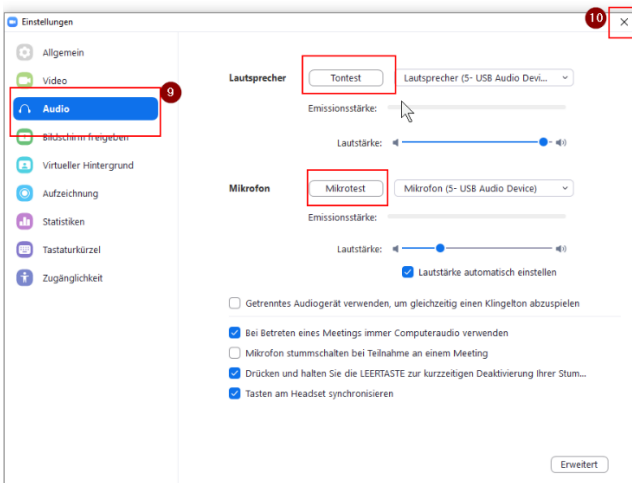 Einstellungen
10
Allgemein
Video
9
Audio
Bildschirm freigeben
Virtueller Hintergrund
Aufzeichnung
Statistiken
Tastaturkürzel
Zugänglichkeit
Lautsprecher Tontest Lautsprecher (5- USB Audio Devi...
Emissionsstärke:
Lautstärke:
Mikrofon Mikrotest Mikrofon (5- USB Audio Device)
Emissionsstärke:
Lautstärke:
Lautstärke automatisch einstellen
Getrenntes Audiogerät verwenden, um gleichzeitig einen Klingelton abzuspielen
Bei Betreten eines Meetings immer Computeraudio verwenden
Mikrofon stummschalten bei Teilnahme an einem Meeting
Drücken und halten Sie die LEERTASTE zur kurzzeitigen Deaktivierung Ihrer Stum...
Tasten am Headset synchronisieren
Erweitert